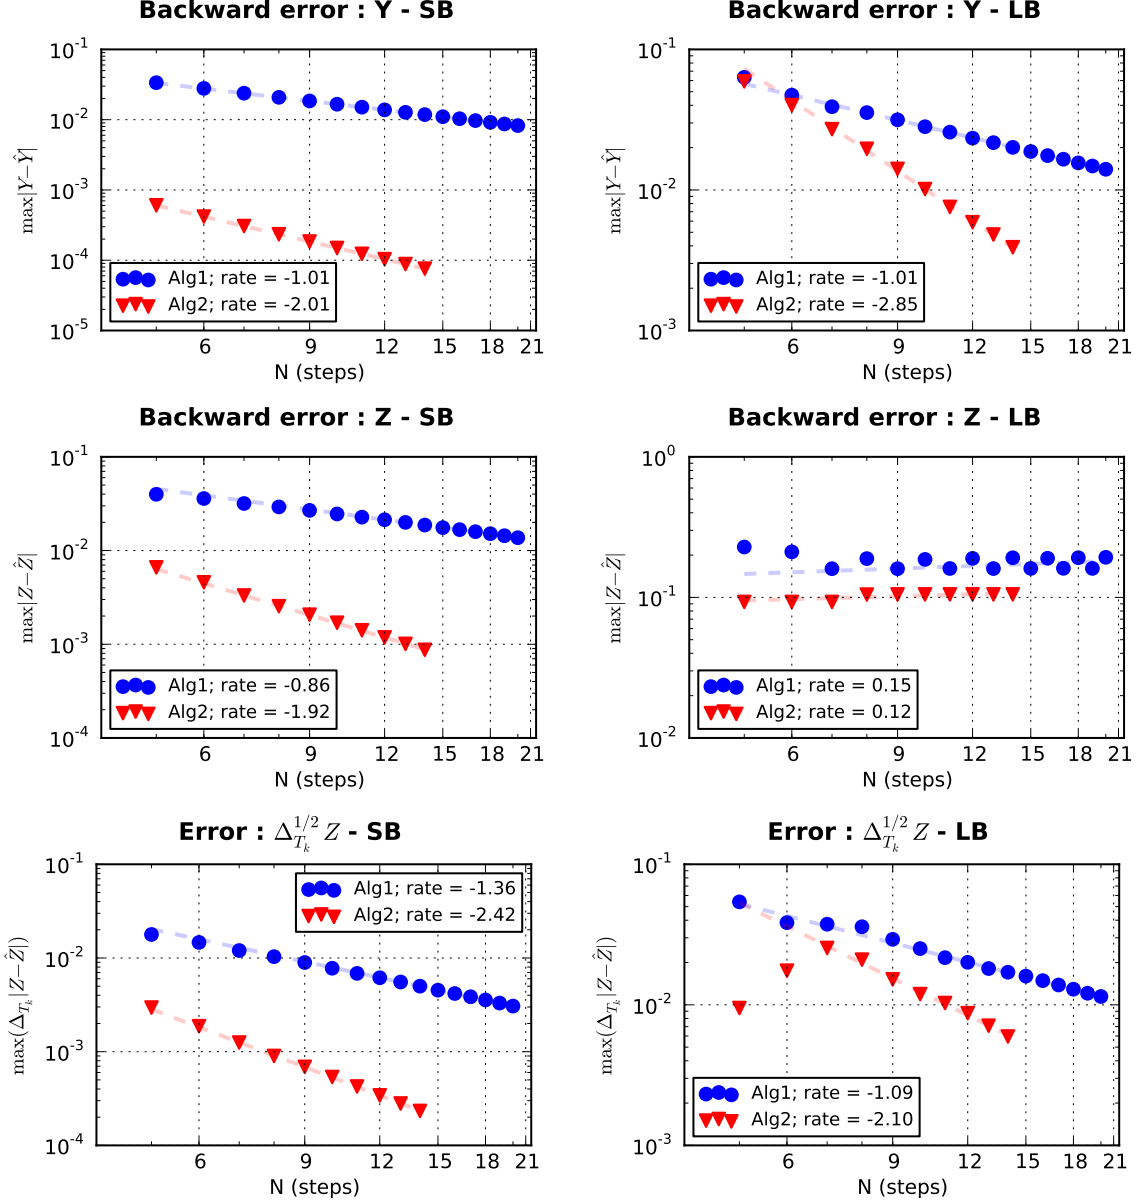 Backward error : Y - SB
10^-1
10^-2
10^-3
10^-4
10^-5
max|Y−Ŷ|
Alg1; rate = -1.01
Alg2; rate = -2.01
6 9 12 15 18 21
N (steps)
Backward error : Y - LB
10^-1
10^-2
10^-3
max|Y−Ŷ|
Alg1; rate = -1.01
Alg2; rate = -2.85
6 9 12 15 18 21
N (steps)
Backward error : Z - SB
10^-1
10^-2
10^-3
10^-4
max|Z−Ẑ|
Alg1; rate = -0.86
Alg2; rate = -1.92
6 9 12 15 18 21
N (steps)
Backward error : Z - LB
10^0
10^-1
10^-2
max|Z−Ẑ|
Alg1; rate = 0.15
Alg2; rate = 0.12
6 9 12 15 18 21
N (steps)
Error : Δ_{T_k}^{1/2} Z - SB
10^-1
10^-2
10^-3
10^-4
max(Δ_{T_k}|Z−Ẑ|)
Alg1; rate = -1.36
Alg2; rate = -2.42
6 9 12 15 18 21
N (steps)
Error : Δ_{T_k}^{1/2} Z - LB
10^-1
10^-2
10^-3
max(Δ_{T_k}|Z−Ẑ|)
Alg1; rate = -1.09
Alg2; rate = -2.10
6 9 12 15 18 21
N (steps)